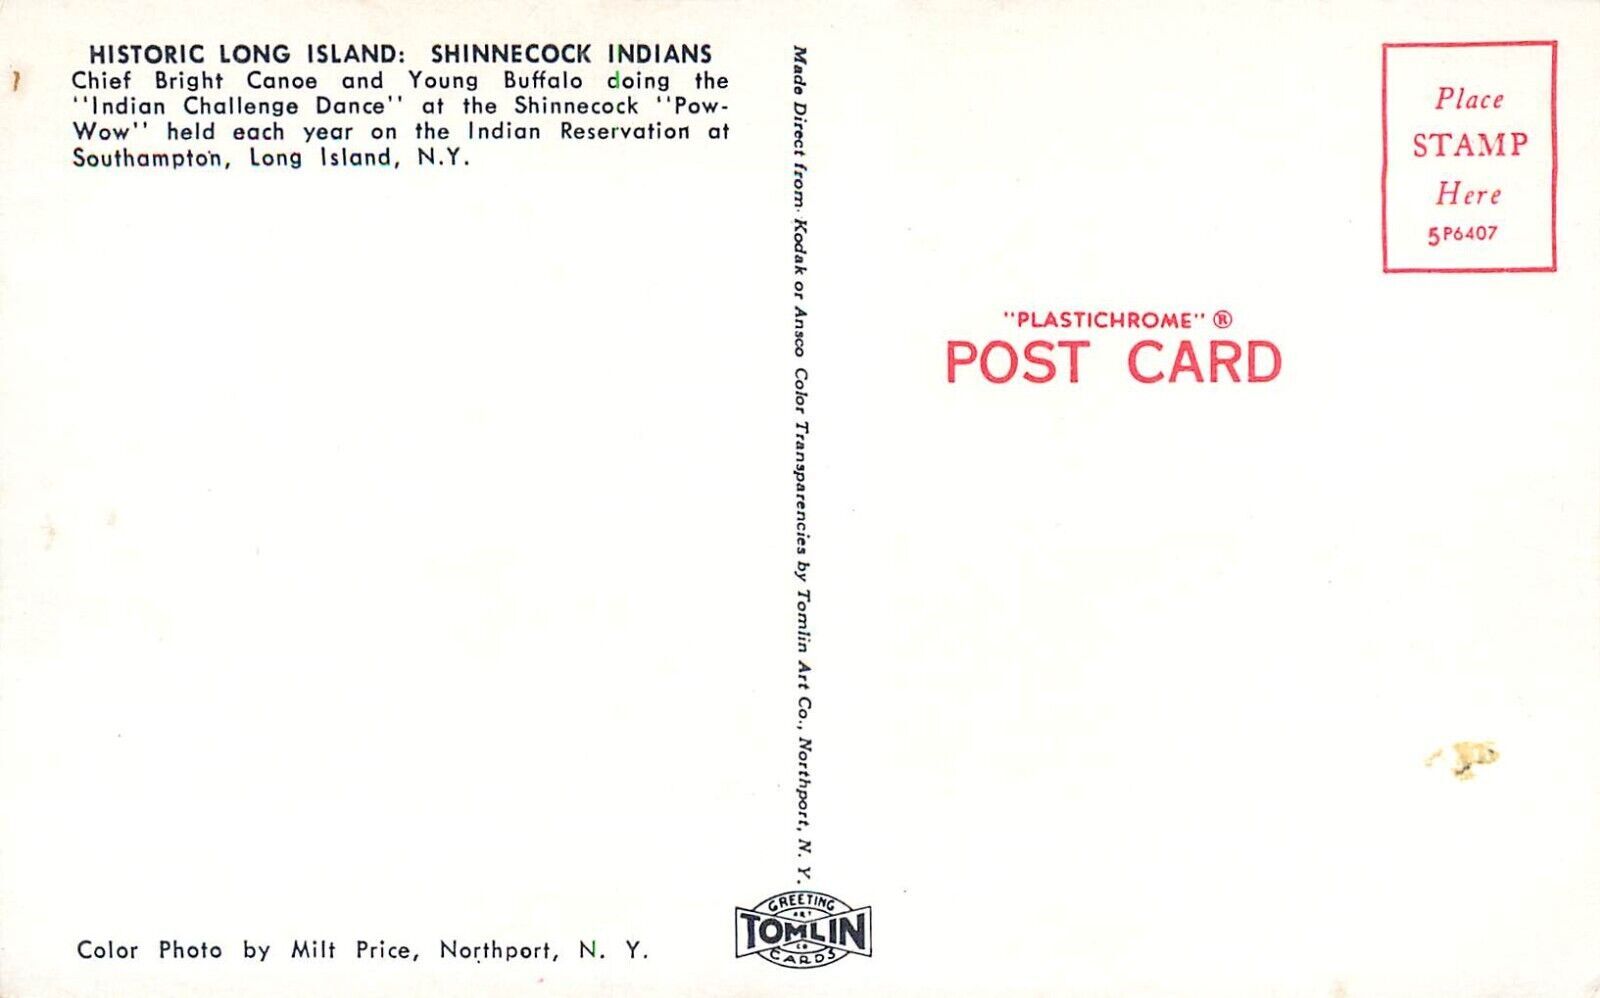 HISTORIC LONG ISLAND: SHINNECOCK INDIANS
Chief Bright Canoe and Young Buffalo doing the
"Indian Challenge Dance" at the Shinnecock "Pow-
Wow" held each year on the Indian Reservation at
Southampton, Long Island, N.Y.
Color Photo by Milt Price, Northport, N. Y.
Made Direct from Kodak or Ansco Color Transparencies by Tomlin Art Co., Northport, N. Y.
GREETING
ART
TOMLIN
CO
CARDS
Place
STAMP
Here
5P6407
"PLASTICHROME" ®
POST CARD